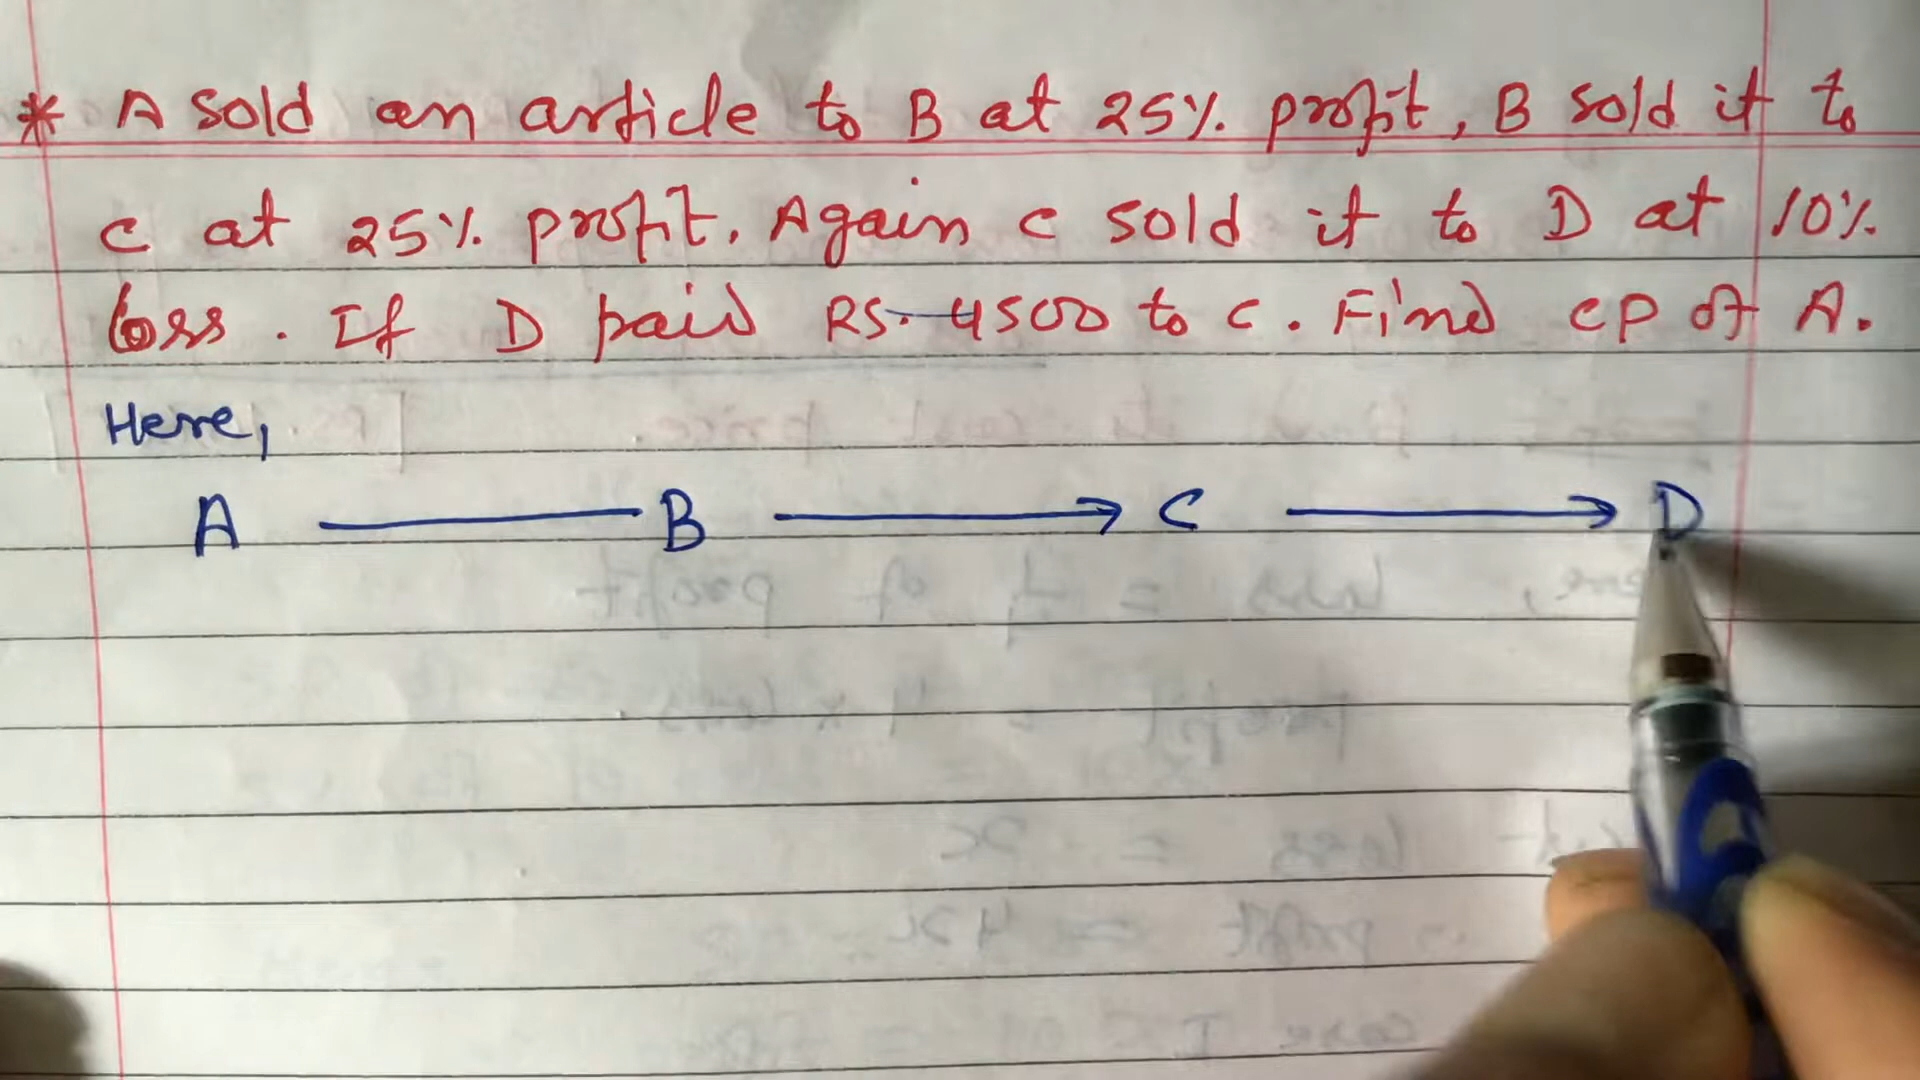 * A sold an article to B at 25% profit, B sold it to
C at 25% profit. Again C sold it to D at 10%
loss. If D paid RS. 4500 to C. Find CP of A.
Here,
A B C D